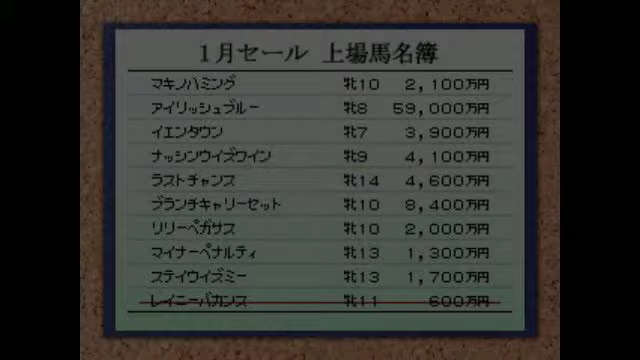 1月セール 上場馬名簿
マキノハミング 牝10 2,100万円
アイリッシュブルー 牝8 59,000万円
イエンタウン 牝7 3,900万円
ナッシンウイズワイン 牝9 4,100万円
ラストチャンス 牝14 4,600万円
ブランチキャリーセット 牝10 8,400万円
リリーペガサス 牝10 2,000万円
マイナーペナルティ 牝13 1,300万円
ステイウィズミー 牝13 1,700万円
レイニーバカンス 牝11 600万円